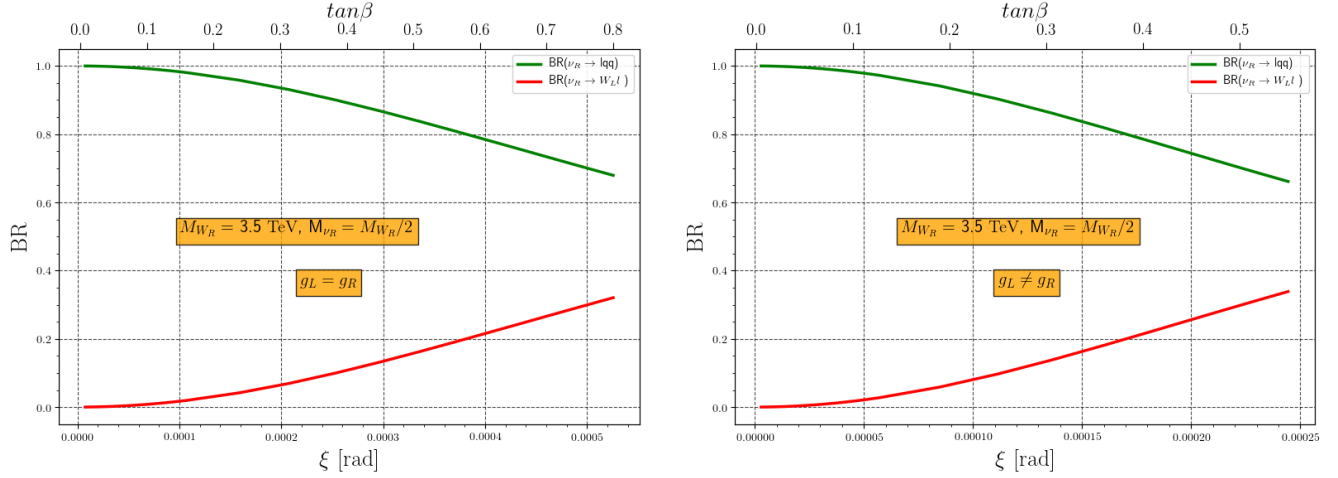 tanβ
0.0 0.1 0.2 0.3 0.4 0.5 0.6 0.7 0.8
BR
1.0
0.8
0.6
0.4
0.2
0.0
BR(ν_R → lqq)
BR(ν_R → W_L l )
M_{W_R} = 3.5 TeV, M_{ν_R} = M_{W_R}/2
g_L = g_R
0.0000 0.0001 0.0002 0.0003 0.0004 0.0005
ξ [rad]
tanβ
0.0 0.1 0.2 0.3 0.4 0.5
BR
1.0
0.8
0.6
0.4
0.2
0.0
BR(ν_R → lqq)
BR(ν_R → W_L l )
M_{W_R} = 3.5 TeV, M_{ν_R} = M_{W_R}/2
g_L ≠ g_R
0.00000 0.00005 0.00010 0.00015 0.00020 0.00025
ξ [rad]